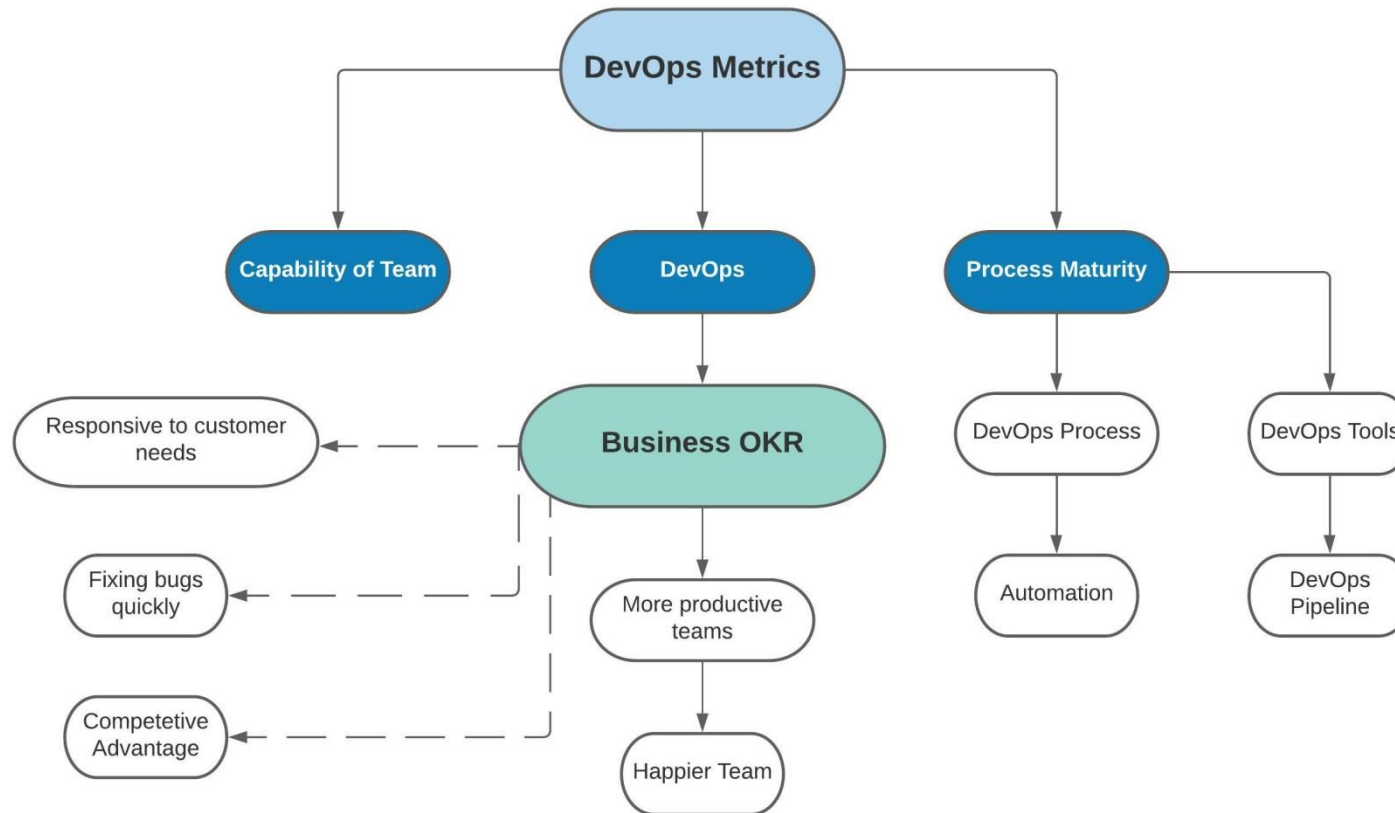 DevOps Metrics
Capability of Team
DevOps
Process Maturity
Responsive to customer
needs
Business OKR
DevOps Process
DevOps Tools
Fixing bugs
quickly
More productive
teams
Automation
DevOps
Pipeline
Competetive
Advantage
Happier Team